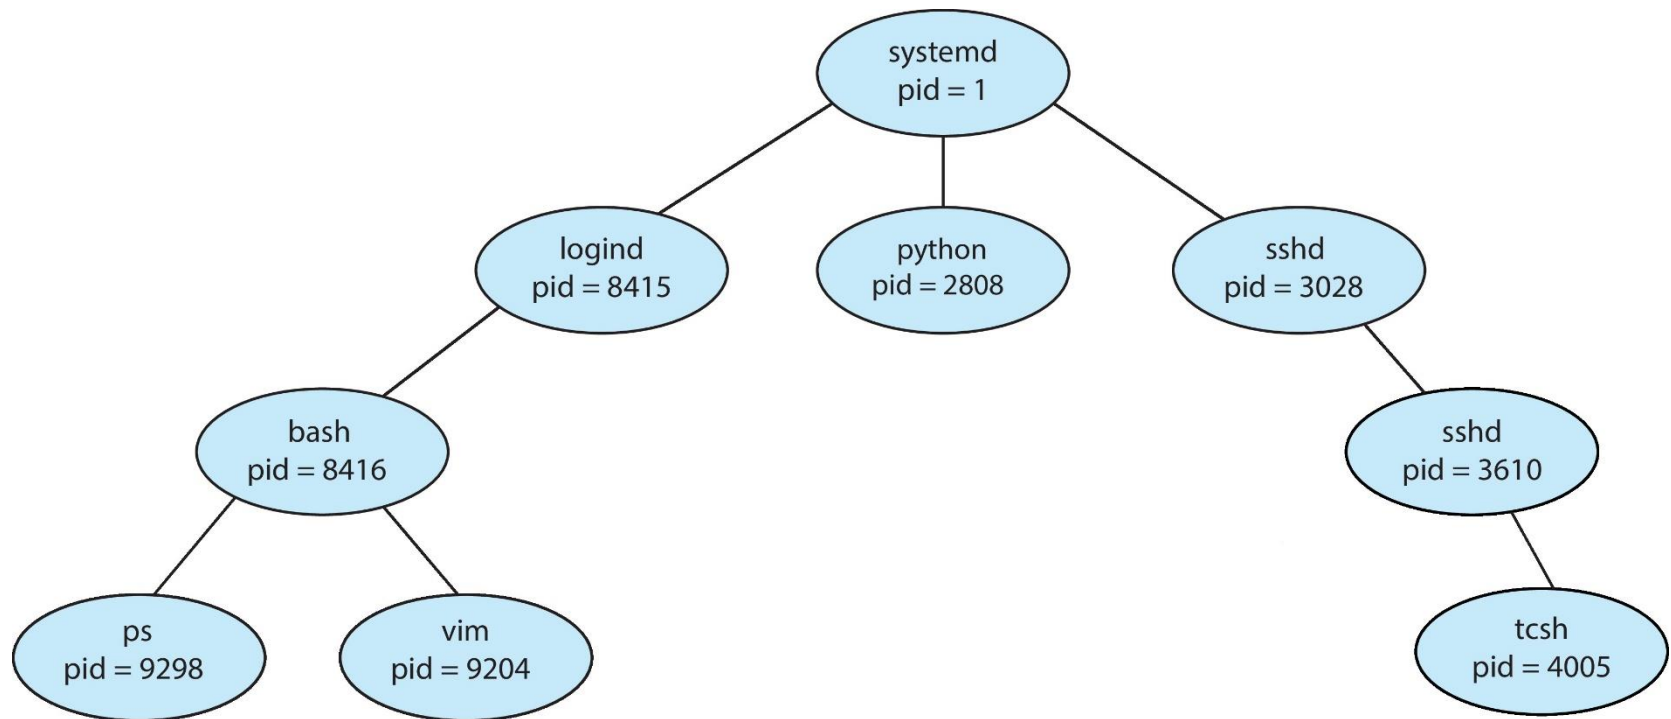 systemd
pid = 1
logind
pid = 8415
python
pid = 2808
sshd
pid = 3028
bash
pid = 8416
sshd
pid = 3610
ps
pid = 9298
vim
pid = 9204
tcsh
pid = 4005